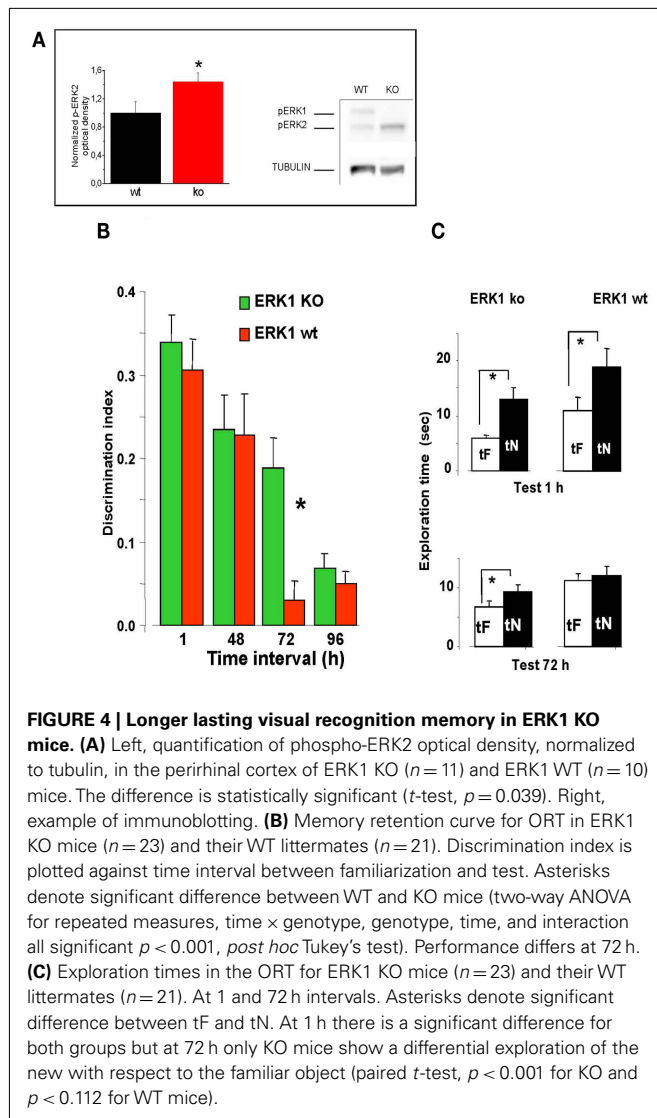 A
Normalized p-ERK2
optical density
1,6
1,2
0,8
0,4
0,0
*
wt
ko
WT KO
pERK1
pERK2
TUBULIN
B
Discrimination index
0.4
0.3
0.2
0.1
0.0
ERK1 KO
ERK1 wt
*
1 48 72 96
Time interval (h)
C
ERK1 ko
ERK1 wt
Exploration time (sec)
20
10
0
*
*
tF tN
tF tN
Test 1 h
10
0
*
tF tN
tF tN
Test 72 h
FIGURE 4 | Longer lasting visual recognition memory in ERK1 KO
mice. (A) Left, quantification of phospho-ERK2 optical density, normalized
to tubulin, in the perirhinal cortex of ERK1 KO (n = 11) and ERK1 WT (n = 10)
mice. The difference is statistically significant (t-test, p = 0.039). Right,
example of immunoblotting. (B) Memory retention curve for ORT in ERK1
KO mice (n = 23) and their WT littermates (n = 21). Discrimination index is
plotted against time interval between familiarization and test. Asterisks
denote significant difference between WT and KO mice (two-way ANOVA
for repeated measures, time × genotype, genotype, time, and interaction
all significant p < 0.001, post hoc Tukey's test). Performance differs at 72 h.
(C) Exploration times in the ORT for ERK1 KO mice (n = 23) and their WT
littermates (n = 21). At 1 and 72 h intervals. Asterisks denote significant
difference between tF and tN. At 1 h there is a significant difference for
both groups but at 72 h only KO mice show a differential exploration of the
new with respect to the familiar object (paired t-test, p < 0.001 for KO and
p < 0.112 for WT mice).